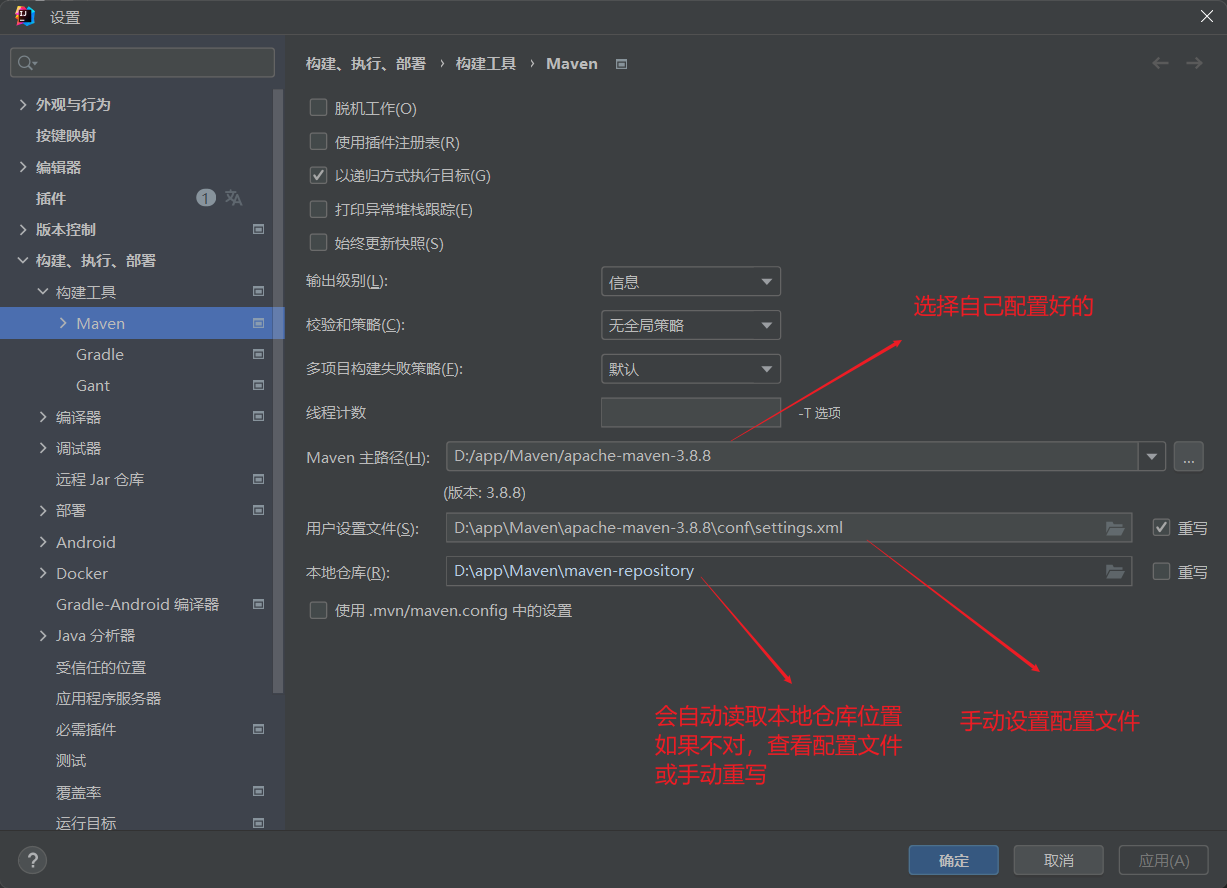 设置
构建、执行、部署 › 构建工具 › Maven
外观与行为
按键映射
编辑器
插件 1
版本控制
构建、执行、部署
构建工具
Maven
Gradle
Gant
编译器
调试器
远程 Jar 仓库
部署
Android
Docker
Gradle-Android 编译器
Java 分析器
受信任的位置
应用程序服务器
必需插件
测试
覆盖率
运行目标
脱机工作(O)
使用插件注册表(R)
以递归方式执行目标(G)
打印异常堆栈跟踪(E)
始终更新快照(S)
输出级别(L): 信息
校验和策略(C): 无全局策略
多项目构建失败策略(F): 默认
线程计数 -T 选项
选择自己配置好的
Maven 主路径(H): D:/app/Maven/apache-maven-3.8.8 ...
(版本: 3.8.8)
用户设置文件(S): D:\app\Maven\apache-maven-3.8.8\conf\settings.xml 重写
本地仓库(R): D:\app\Maven\maven-repository 重写
使用 .mvn/maven.config 中的设置
会自动读取本地仓库位置
如果不对，查看配置文件
或手动重写
手动设置配置文件
? 确定 取消 应用(A)